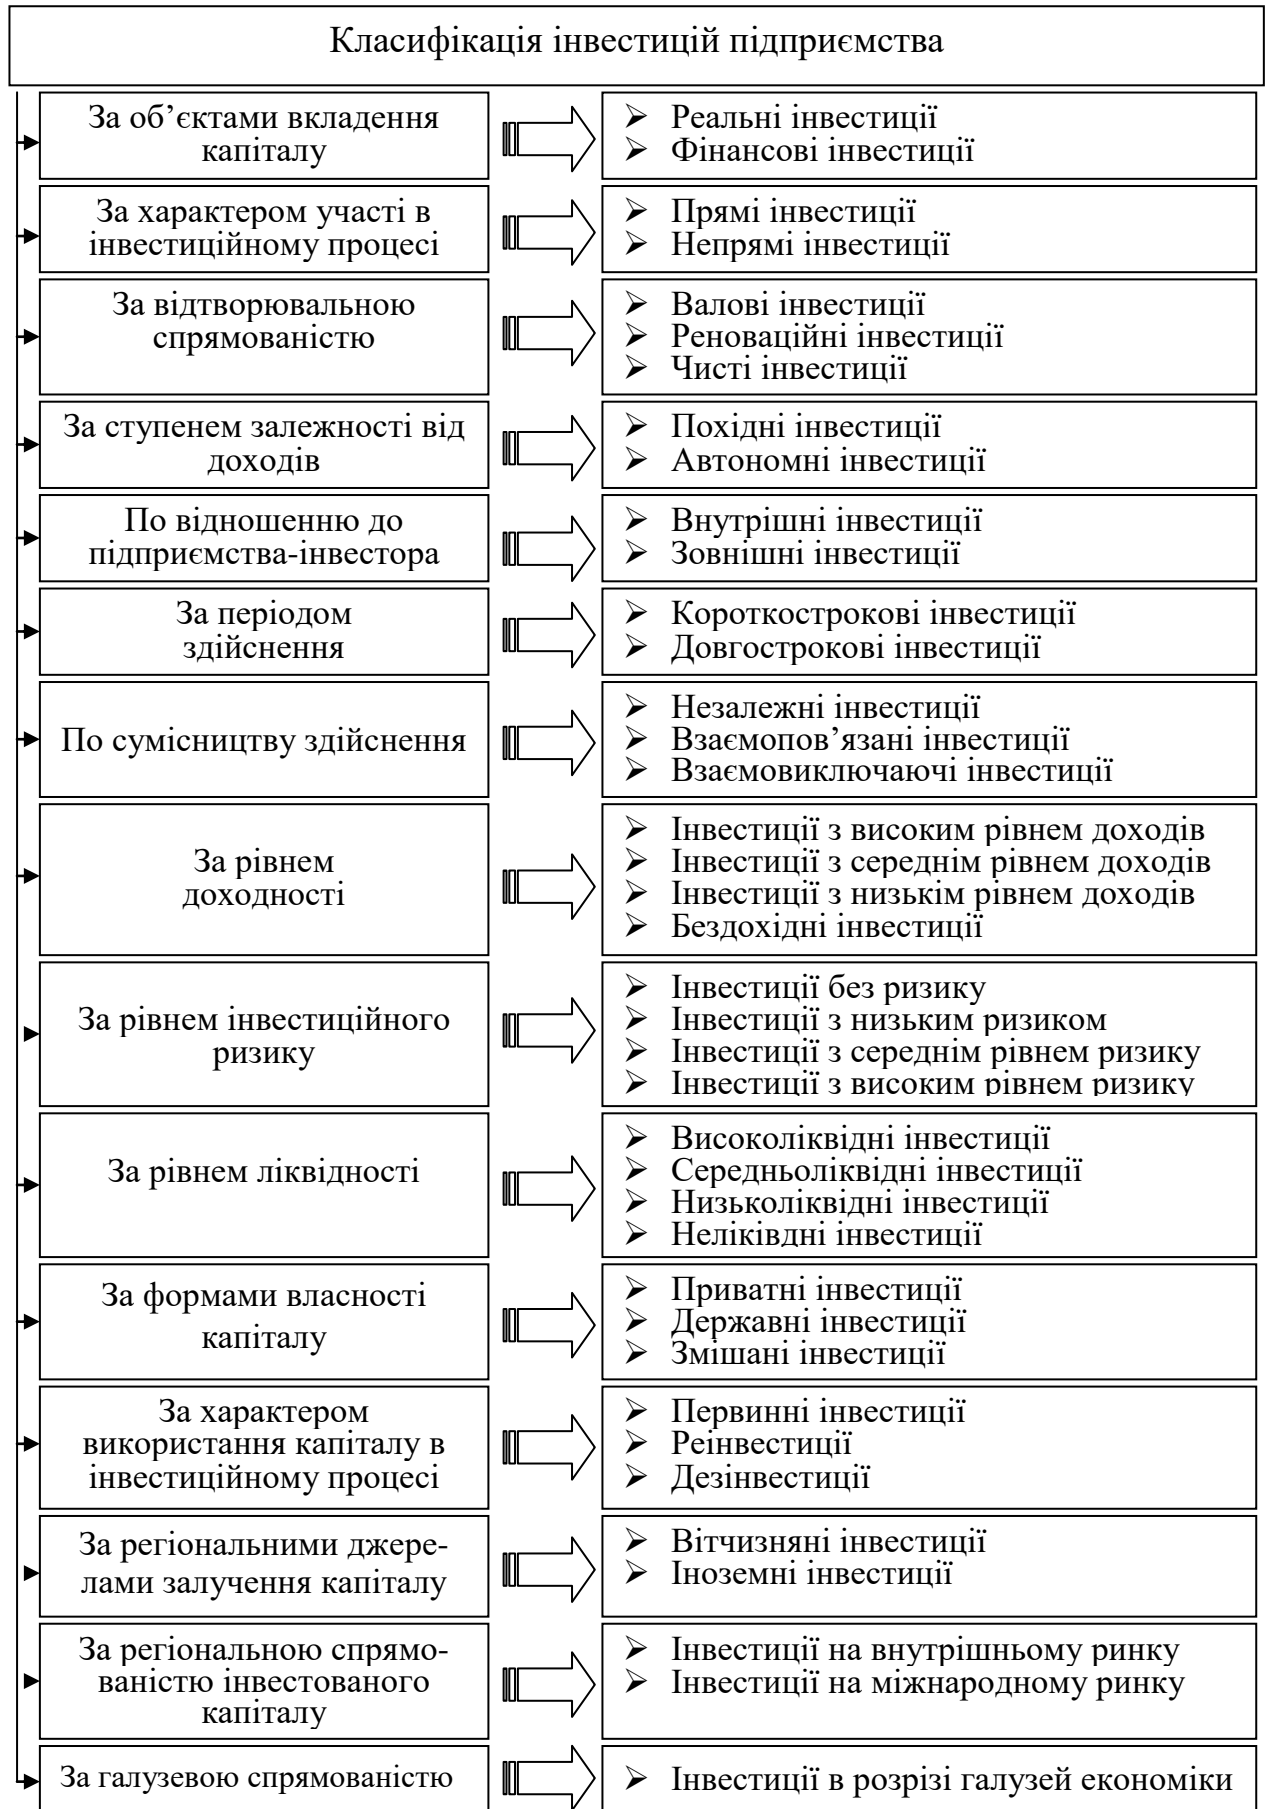 Класифікація інвестицій підприємства
За об’єктами вкладення
капіталу
➢ Реальні інвестиції
➢ Фінансові інвестиції
За характером участі в
інвестиційному процесі
➢ Прямі інвестиції
➢ Непрямі інвестиції
За відтворювальною
спрямованістю
➢ Валові інвестиції
➢ Реноваційні інвестиції
➢ Чисті інвестиції
За ступенем залежності від
доходів
➢ Похідні інвестиції
➢ Автономні інвестиції
По відношенню до
підприємства-інвестора
➢ Внутрішні інвестиції
➢ Зовнішні інвестиції
За періодом
здійснення
➢ Короткострокові інвестиції
➢ Довгострокові інвестиції
По сумісництву здійснення
➢ Незалежні інвестиції
➢ Взаємопов’язані інвестиції
➢ Взаємовиключаючі інвестиції
За рівнем
доходності
➢ Інвестиції з високим рівнем доходів
➢ Інвестиції з середнім рівнем доходів
➢ Інвестиції з низькім рівнем доходів
➢ Бездохідні інвестиції
За рівнем інвестиційного
ризику
➢ Інвестиції без ризику
➢ Інвестиції з низьким ризиком
➢ Інвестиції з середнім рівнем ризику
➢ Інвестиції з високим рівнем ризику
За рівнем ліквідності
➢ Високоліквідні інвестиції
➢ Середньоліквідні інвестиції
➢ Низьколіквідні інвестиції
➢ Неліківдні інвестиції
За формами власності
капіталу
➢ Приватні інвестиції
➢ Державні інвестиції
➢ Змішані інвестиції
За характером
використання капіталу в
інвестиційному процесі
➢ Первинні інвестиції
➢ Реінвестиції
➢ Дезінвестиції
За регіональними джере-
лами залучення капіталу
➢ Вітчизняні інвестиції
➢ Іноземні інвестиції
За регіональною спрямо-
ваністю інвестованого
капіталу
➢ Інвестиції на внутрішньому ринку
➢ Інвестиції на міжнародному ринку
За галузевою спрямованістю
➢ Інвестиції в розрізі галузей економіки